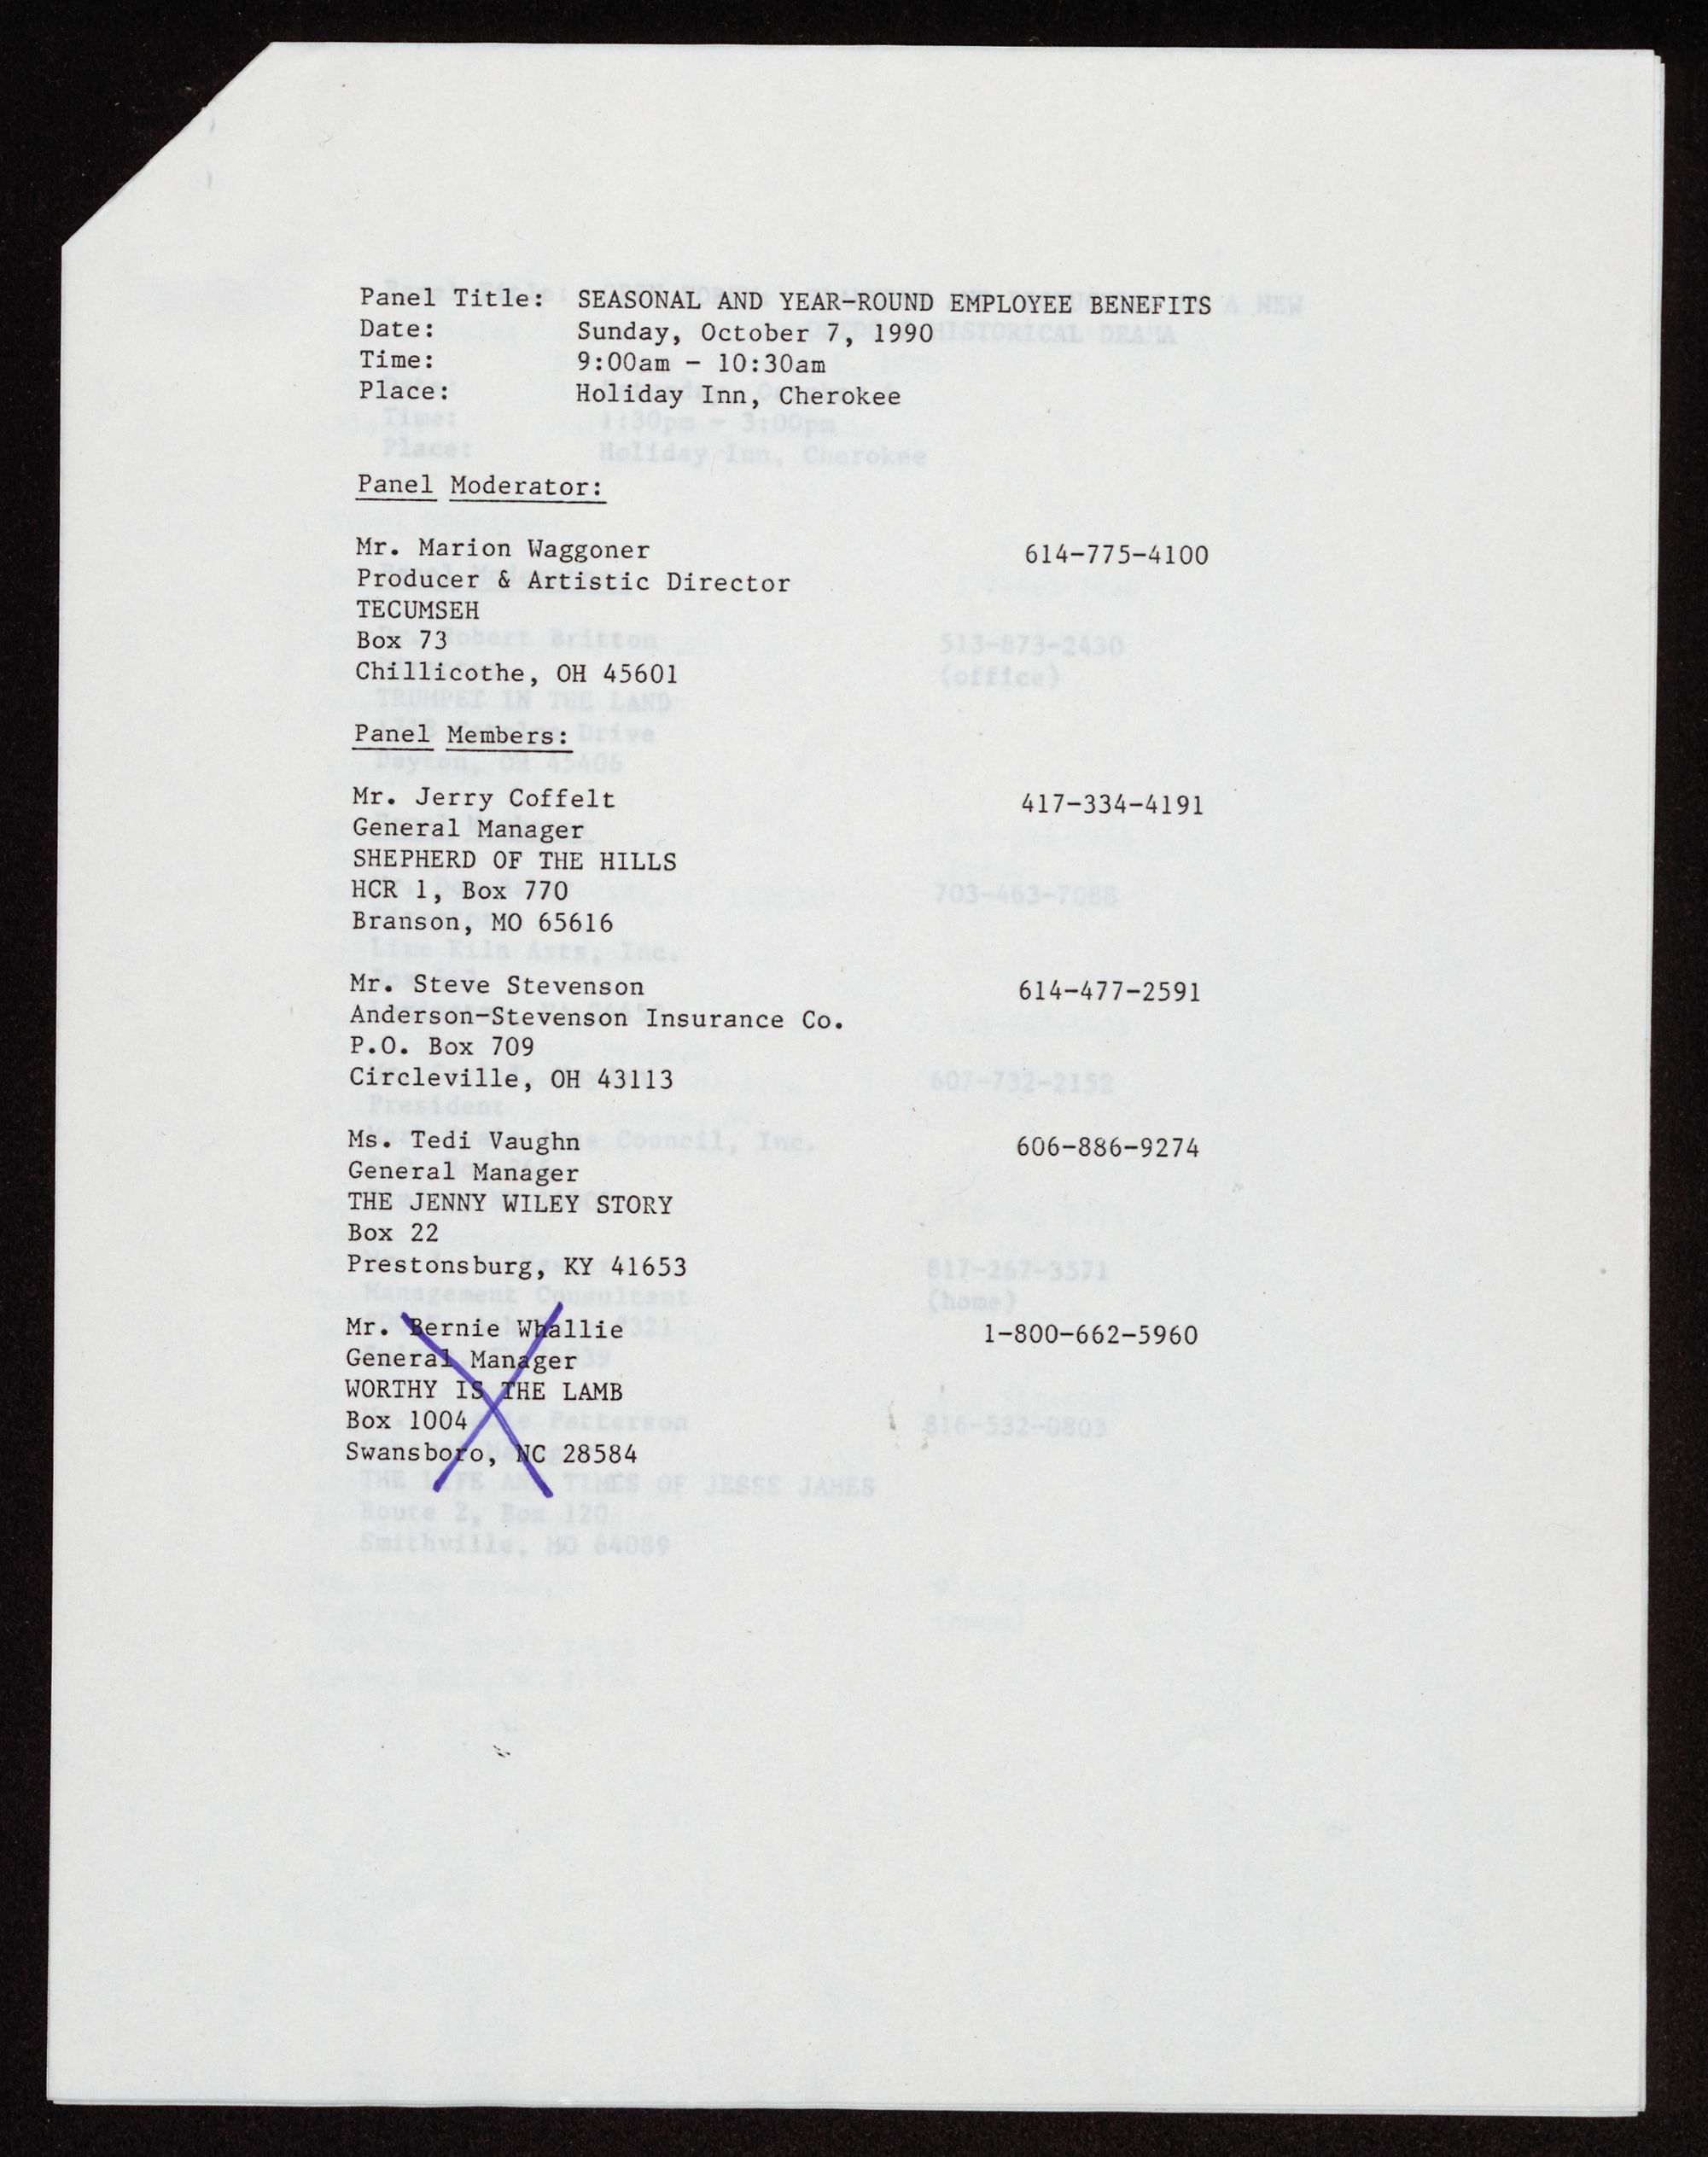 Panel Title: SEASONAL AND YEAR-ROUND EMPLOYEE BENEFITS
Date: Sunday, October 7, 1990
Time: 9:00am - 10:30am
Place: Holiday Inn, Cherokee
Panel Moderator:
Mr. Marion Waggoner 614-775-4100
Producer & Artistic Director
TECUMSEH
Box 73
Chillicothe, OH 45601
Panel Members:
Mr. Jerry Coffelt 417-334-4191
General Manager
SHEPHERD OF THE HILLS
HCR 1, Box 770
Branson, MO 65616
Mr. Steve Stevenson 614-477-2591
Anderson-Stevenson Insurance Co.
P.O. Box 709
Circleville, OH 43113
Ms. Tedi Vaughn 606-886-9274
General Manager
THE JENNY WILEY STORY
Box 22
Prestonsburg, KY 41653
Mr. Bernie Whallie 1-800-662-5960
General Manager
WORTHY IS THE LAMB
Box 1004
Swansboro, NC 28584